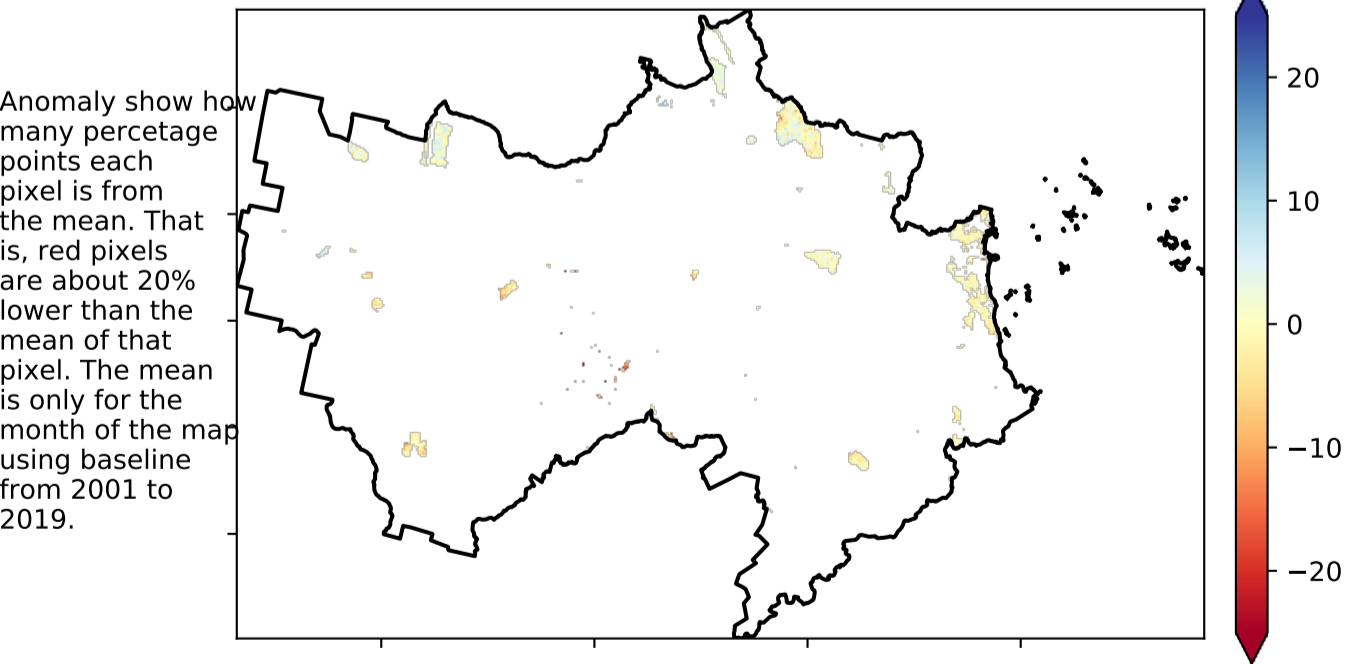 Anomaly show how
many percetage
points each
pixel is from
the mean. That
is, red pixels
are about 20%
lower than the
mean of that
pixel. The mean
is only for the
month of the map
using baseline
from 2001 to
2019.
20
10
0
−10
−20